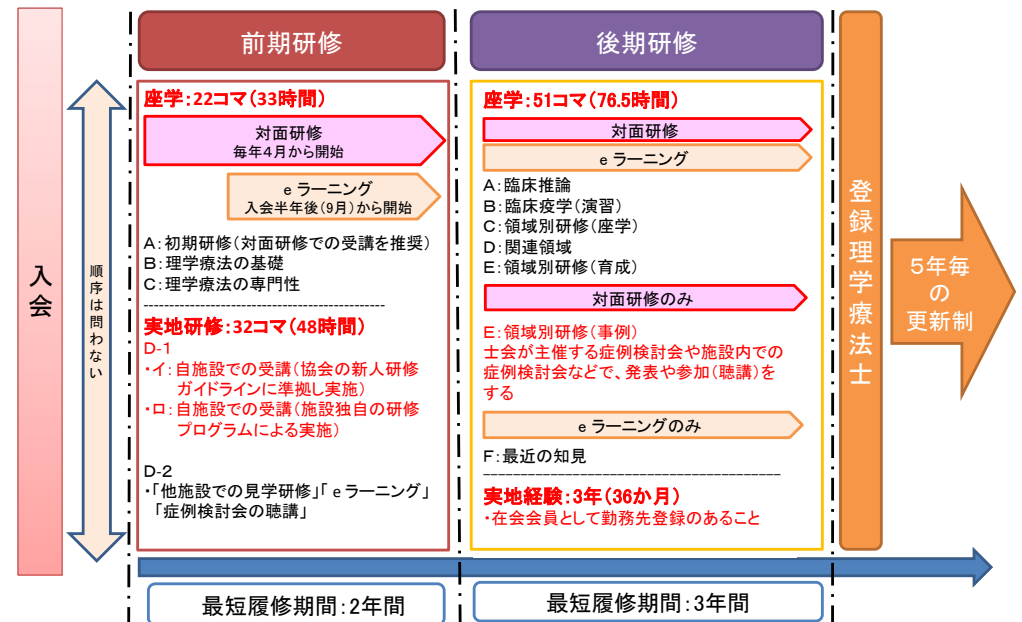 入会
順序は問わない
前期研修
座学：22コマ（33時間）
対面研修
毎年4月から開始
eラーニング
入会半年後（9月）から開始
A：初期研修（対面研修での受講を推奨）
B：理学療法の基礎
C：理学療法の専門性
実地研修：32コマ（48時間）
D-1
・イ：自施設での受講（協会の新人研修
ガイドラインに準拠し実施）
・ロ：自施設での受講（施設独自の研修
プログラムによる実施）
D-2
・「他施設での見学研修」「eラーニング」
「症例検討会の聴講」
最短履修期間：2年間
後期研修
座学：51コマ（76.5時間）
対面研修
eラーニング
A：臨床推論
B：臨床疫学（演習）
C：領域別研修（座学）
D：関連領域
E：領域別研修（育成）
対面研修のみ
E：領域別研修（事例）
士会が主催する症例検討会や施設内での
症例検討会などで、発表や参加（聴講）を
する
eラーニングのみ
F：最近の知見
実地経験：3年（36か月）
・在会会員として勤務先登録のあること
最短履修期間：3年間
登録理学療法士
5年毎
の
更新制